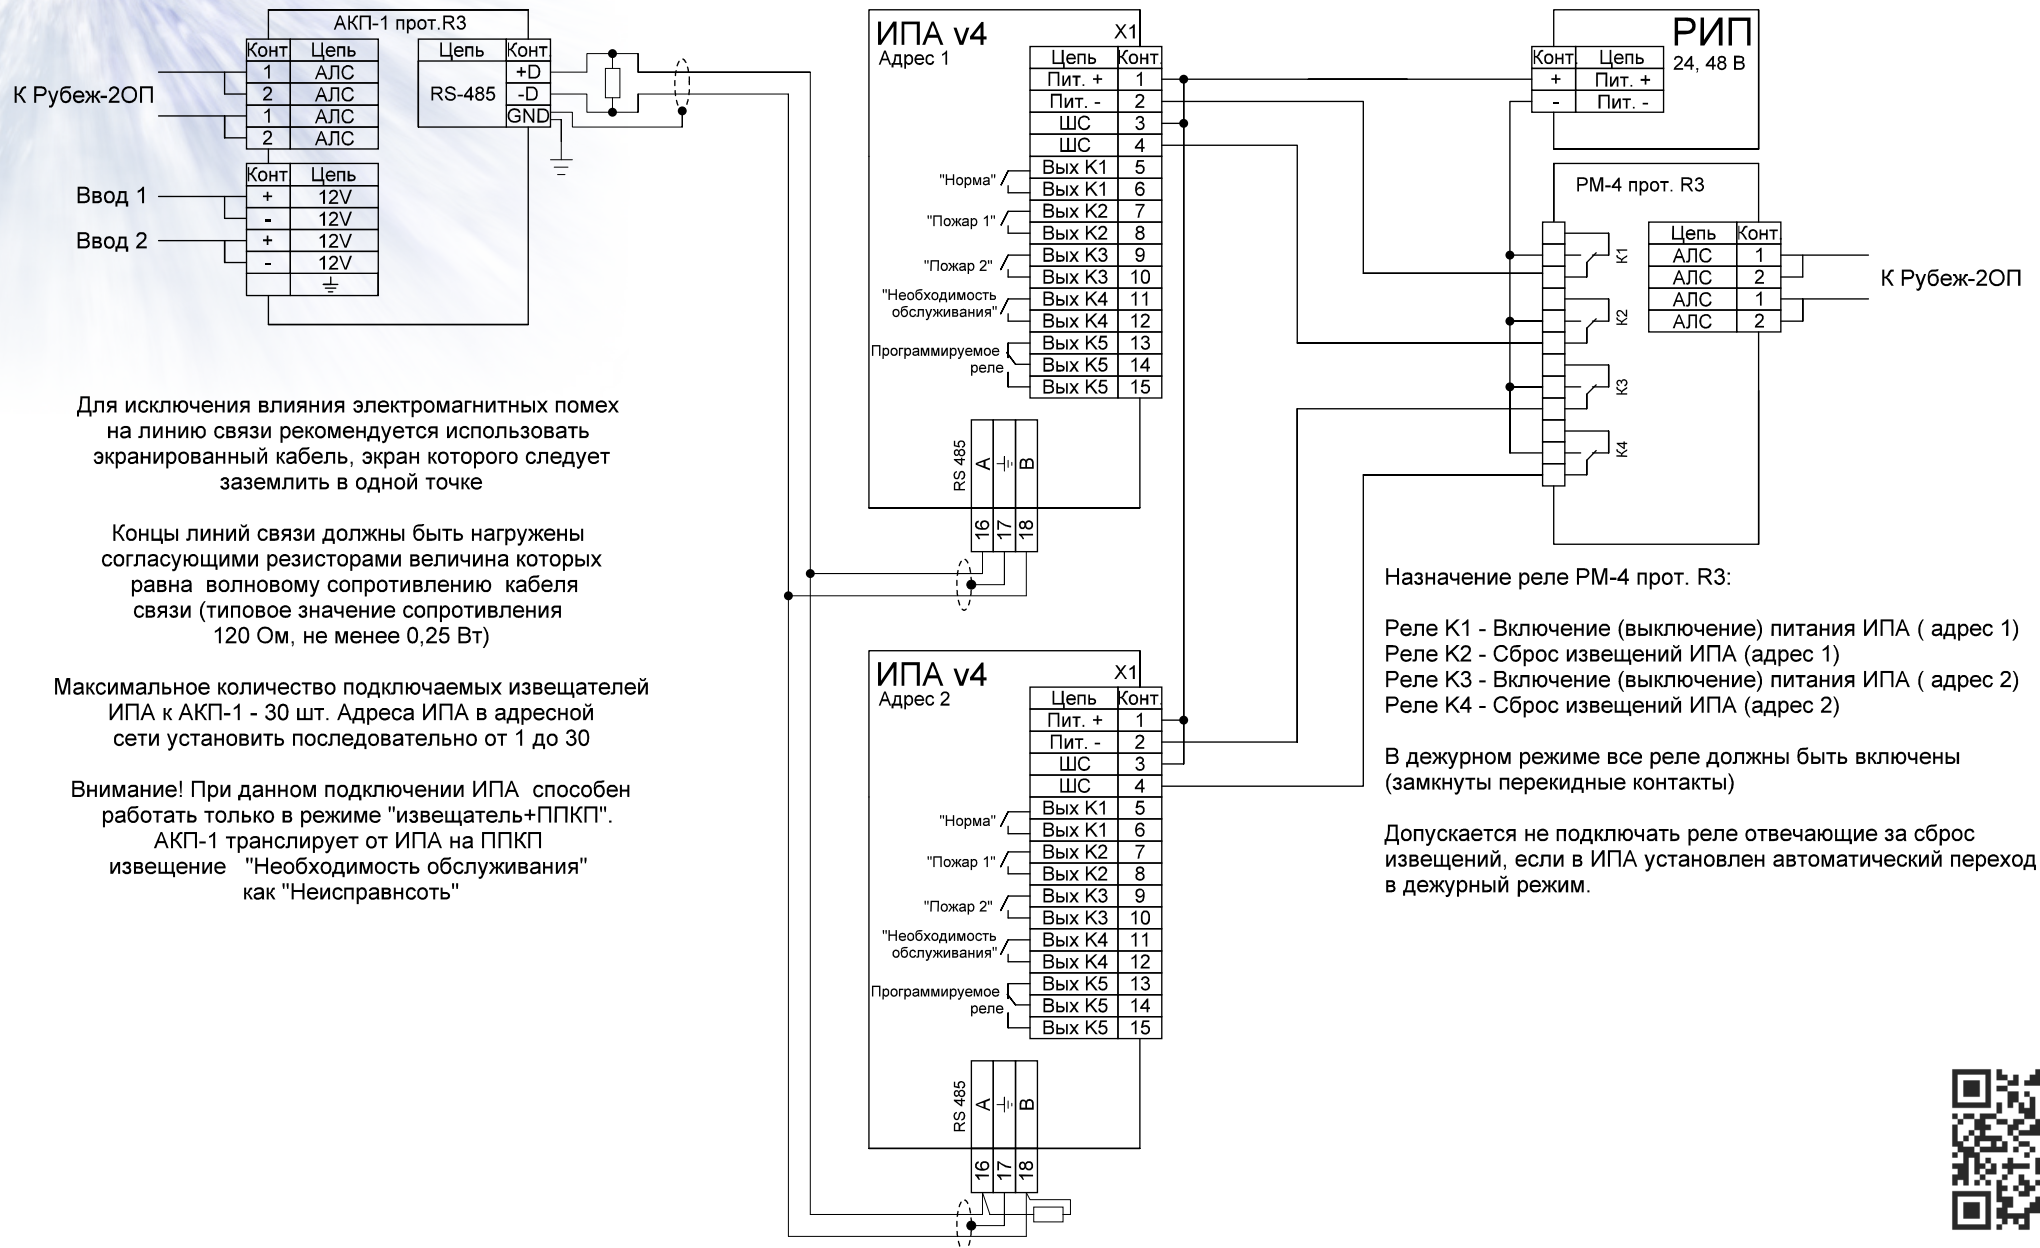 АКП-1 прот.R3
Конт Цепь
1 АЛС
2 АЛС
1 АЛС
2 АЛС
К Рубеж-2ОП
Конт Цепь
+ 12V
- 12V
+ 12V
- 12V
Ввод 1
Ввод 2
Цепь Конт.
RS-485
+D
-D
GND
Для исключения влияния электромагнитных помех
на линию связи рекомендуется использовать
экранированный кабель, экран которого следует
заземлить в одной точке
Концы линий связи должны быть нагружены
согласующими резисторами величина которых
равна волновому сопротивлению кабеля
связи (типовое значение сопротивления
120 Ом, не менее 0,25 Вт)
Максимальное количество подключаемых извещателей
ИПА к АКП-1 - 30 шт. Адреса ИПА в адресной
сети установить последовательно от 1 до 30
Внимание! При данном подключении ИПА способен
работать только в режиме "извещатель+ППКП".
АКП-1 транслирует от ИПА на ППКП
извещение "Необходимость обслуживания"
как "Неисправнсоть"
ИПА v4
Адрес 1
X1
Цепь Конт.
Пит. + 1
Пит. - 2
ШС 3
ШС 4
Вых К1 5
Вых К1 6
Вых К2 7
Вых К2 8
Вых К3 9
Вых К3 10
Вых К4 11
Вых К4 12
Вых К5 13
Вых К5 14
Вых К5 15
"Норма"
"Пожар 1"
"Пожар 2"
"Необходимость
обслуживания"
Программируемое
реле
RS 485
A B
16 17 18
ИПА v4
Адрес 2
X1
Цепь Конт.
Пит. + 1
Пит. - 2
ШС 3
ШС 4
Вых К1 5
Вых К1 6
Вых К2 7
Вых К2 8
Вых К3 9
Вых К3 10
Вых К4 11
Вых К4 12
Вых К5 13
Вых К5 14
Вых К5 15
"Норма"
"Пожар 1"
"Пожар 2"
"Необходимость
обслуживания"
Программируемое
реле
RS 485
A B
16 17 18
РИП
24, 48 В
Конт. Цепь
+ Пит. +
- Пит. -
РМ-4 прот. R3
К1
К2
К3
К4
Цепь Конт.
АЛС 1
АЛС 2
АЛС 1
АЛС 2
К Рубеж-2ОП
Назначение реле РМ-4 прот. R3:
Реле К1 - Включение (выключение) питания ИПА ( адрес 1)
Реле К2 - Сброс извещений ИПА (адрес 1)
Реле К3 - Включение (выключение) питания ИПА ( адрес 2)
Реле К4 - Сброс извещений ИПА (адрес 2)
В дежурном режиме все реле должны быть включены
(замкнуты перекидные контакты)
Допускается не подключать реле отвечающие за сброс
извещений, если в ИПА установлен автоматический переход
в дежурный режим.